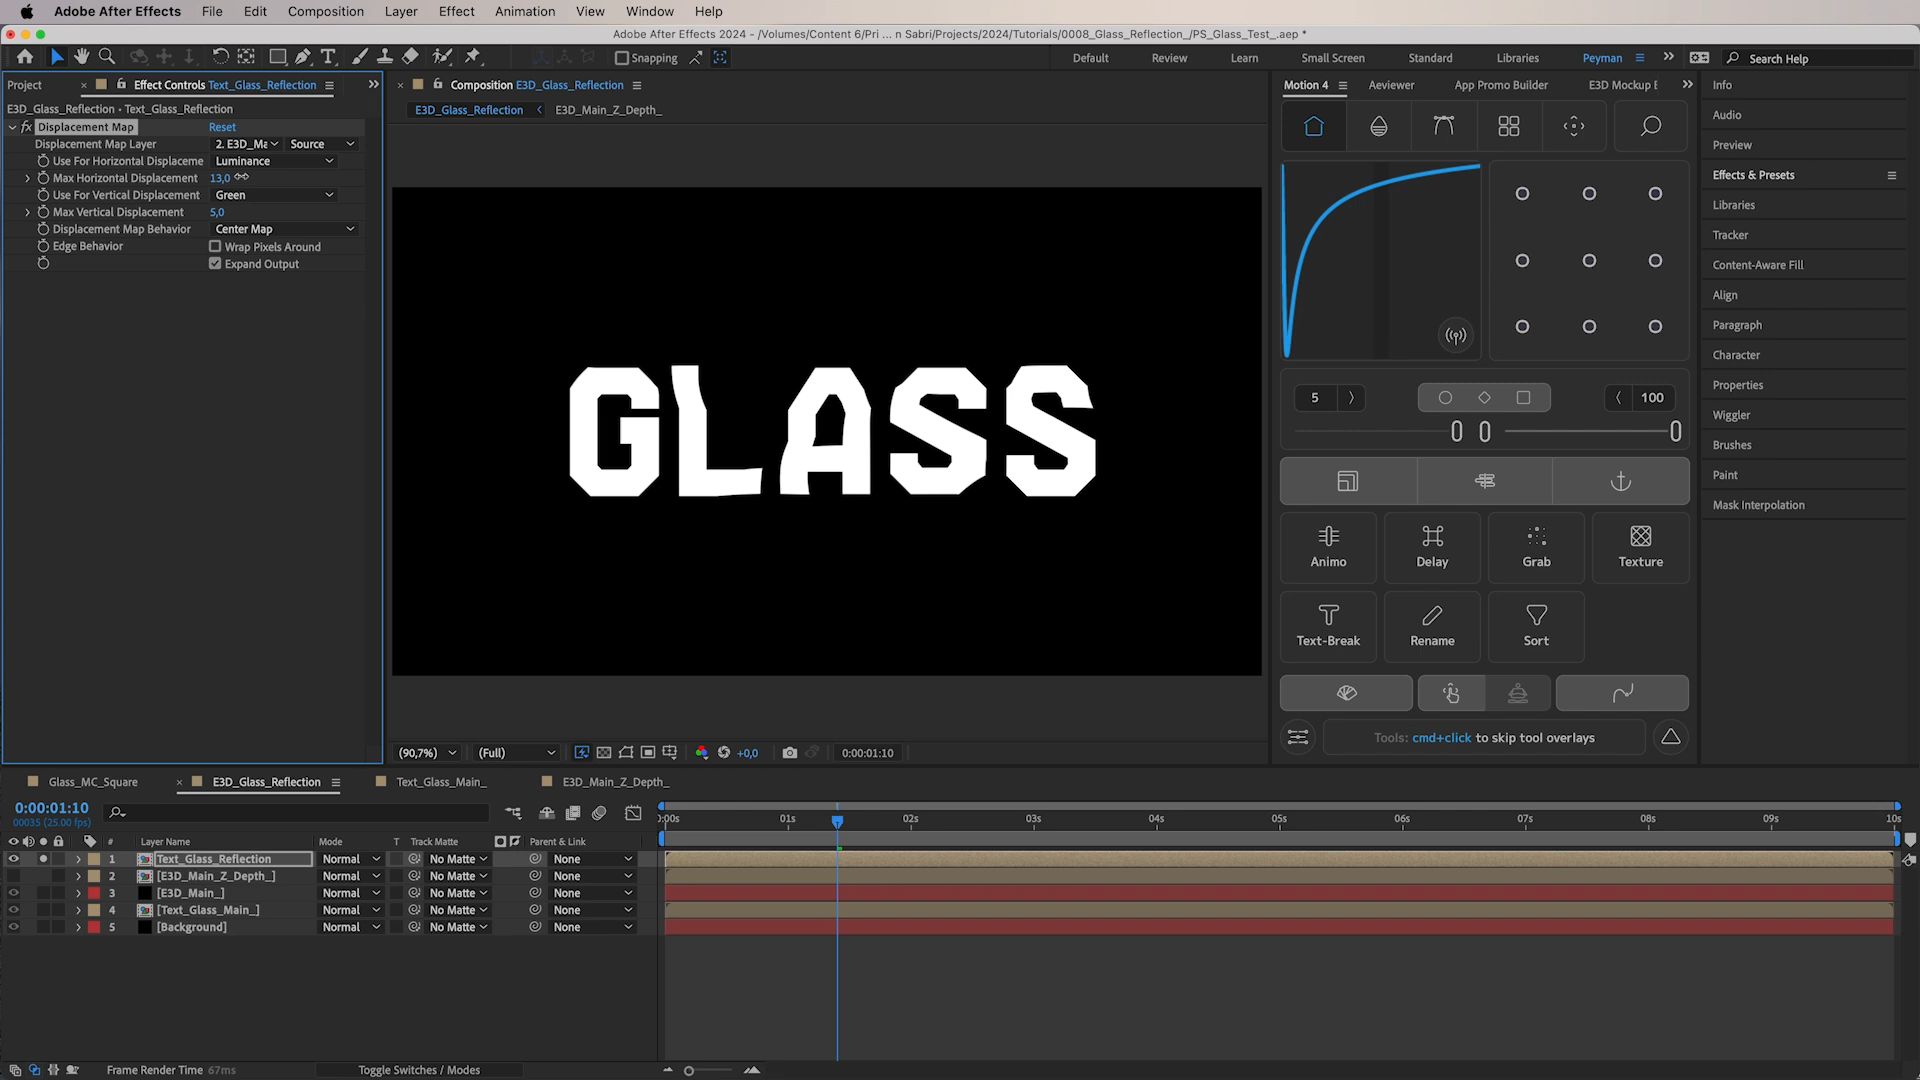 Adobe After Effects File Edit Composition Layer Effect Animation View Window Help
Adobe After Effects 2024 - /Volumes/Content 6/Pri ... n Sabri/Projects/2024/Tutorials/0008_Glass_Reflection_/PS_Glass_Test_.aep *
Snapping Default Review Learn Small Screen Standard Libraries Peyman Search Help
Project Effect Controls Text_Glass_Reflection
E3D_Glass_Reflection • Text_Glass_Reflection
fx Displacement Map Reset
Displacement Map Layer 2. E3D_Ma Source
Use For Horizontal Displaceme Luminance
Max Horizontal Displacement 13,0
Use For Vertical Displacement Green
Max Vertical Displacement 5,0
Displacement Map Behavior Center Map
Edge Behavior Wrap Pixels Around
Expand Output
Composition E3D_Glass_Reflection
E3D_Glass_Reflection E3D_Main_Z_Depth_
GLASS
(90,7%) (Full) +0,0 0:00:01:10
Motion 4 Aeviewer App Promo Builder E3D Mockup E
5 100
Animo Delay Grab Texture
Text-Break Rename Sort
Tools: cmd+click to skip tool overlays
Info
Audio
Preview
Effects & Presets
Libraries
Tracker
Content-Aware Fill
Align
Paragraph
Character
Properties
Wiggler
Brushes
Paint
Mask Interpolation
Glass_MC_Square E3D_Glass_Reflection Text_Glass_Main_ E3D_Main_Z_Depth_
0:00:01:10
00035 (25.00 fps)
:00s 01s 02s 03s 04s 05s 06s 07s 08s 09s 10s
# Layer Name Mode T Track Matte Parent & Link
1 Text_Glass_Reflection Normal No Matte None
2 [E3D_Main_Z_Depth_] Normal No Matte None
3 [E3D_Main_] Normal No Matte None
4 [Text_Glass_Main_] Normal No Matte None
5 [Background] Normal No Matte None
Frame Render Time 67ms Toggle Switches / Modes